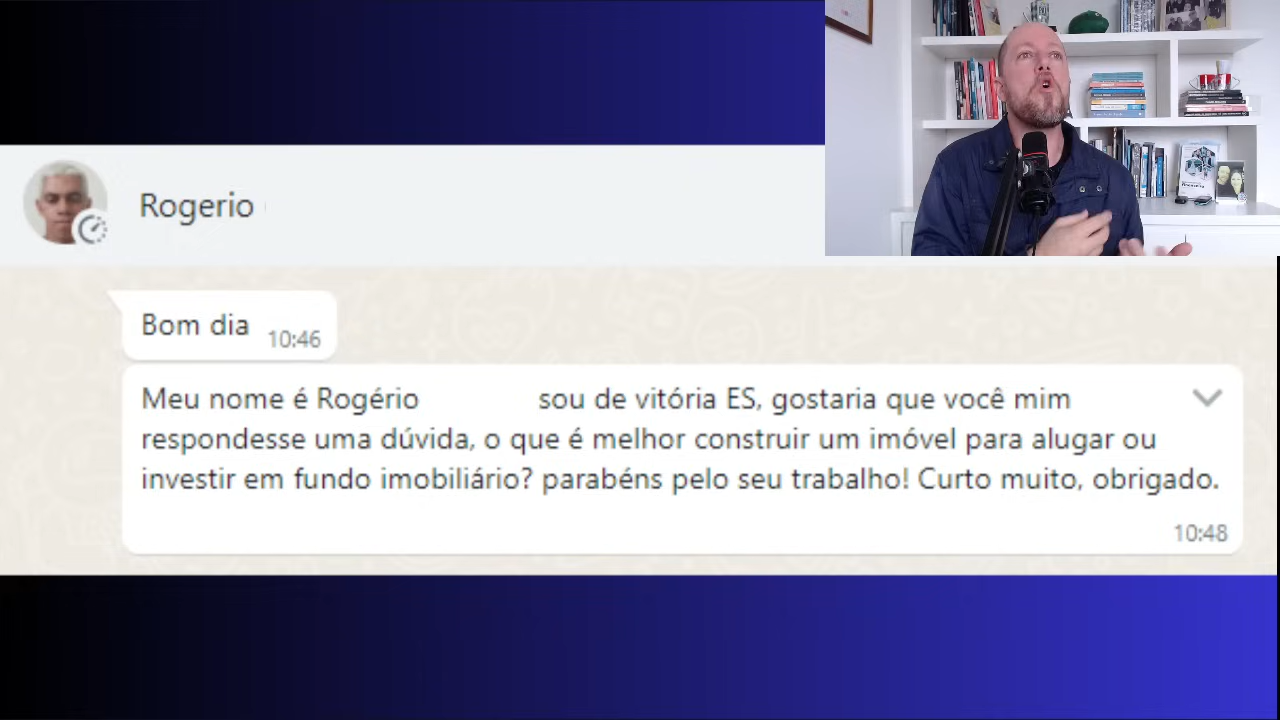 Rogerio
Bom dia
10:46
Meu nome é Rogério sou de vitória ES, gostaria que você mim
respondesse uma dúvida, o que é melhor construir um imóvel para alugar ou
investir em fundo imobiliário? parabéns pelo seu trabalho! Curto muito, obrigado.
10:48